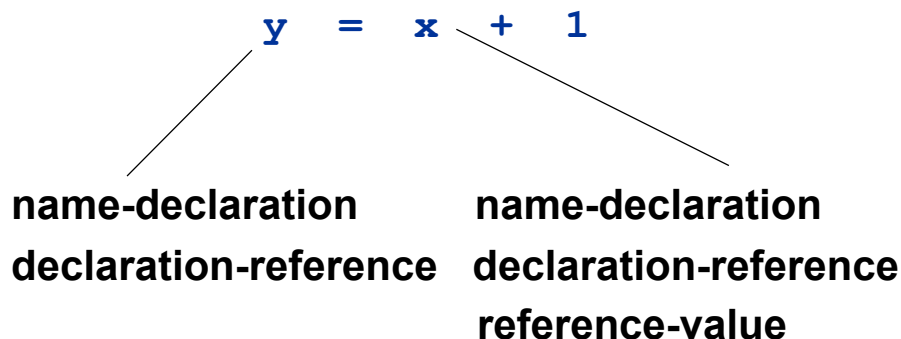 y = x + 1
name-declaration name-declaration
declaration-reference declaration-reference
reference-value